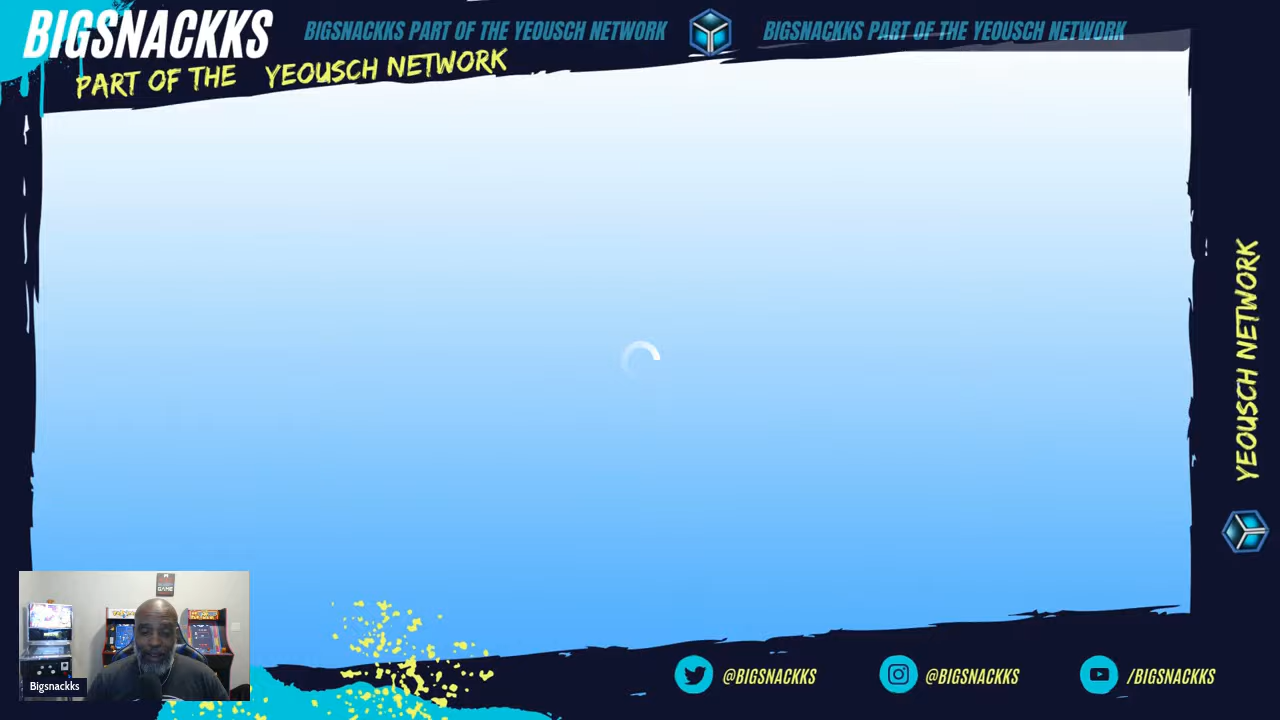 BIGSNACKKS
BIGSNACKKS PART OF THE YEOUSCH NETWORK
BIGSNACKKS PART OF THE YEOUSCH NETWORK
PART OF THE YEOUSCH NETWORK
YEOUSCH NETWORK
GAME
Bigsnackks
@BIGSNACKKS
@BIGSNACKKS
/BIGSNACKKS